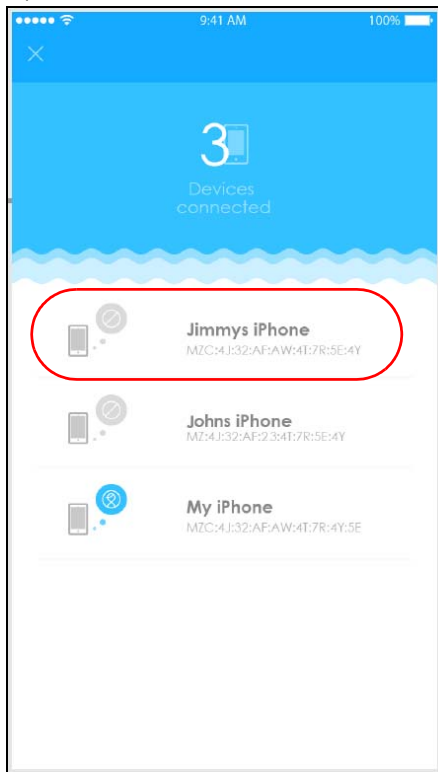 9:41 AM 100%
3
Devices
connected
Jimmys iPhone
MZC:4J:32:AF:AW:4T:7R:5E:4Y
Johns iPhone
MZ:4J:32:AF:23:4T:7R:5E:4Y
My iPhone
MZC:4J:32:AF:AW:4T:7R:4Y:5E